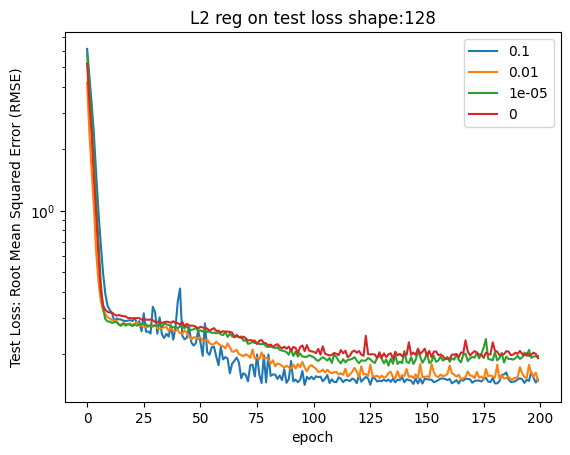 L2 reg on test loss shape:128
Test Loss: Root Mean Squared Error (RMSE)
10⁰
0.1
0.01
1e-05
0
0 25 50 75 100 125 150 175 200
epoch